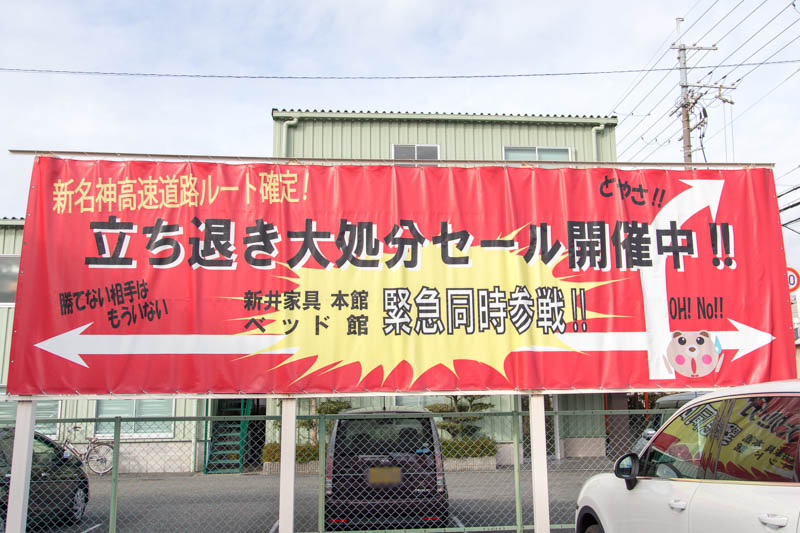 新名神高速道路ルート確定!
どやさ!!
立ち退き大処分セール開催中!!
勝てない相手は
もういない
新井家具 本館
ベッド館
緊急同時参戦!!
OH! No!!